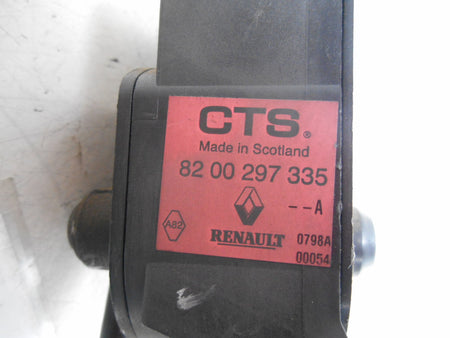 CTS®
Made in Scotland
82 00 297 335
--A
A82
RENAULT 0798A
00054